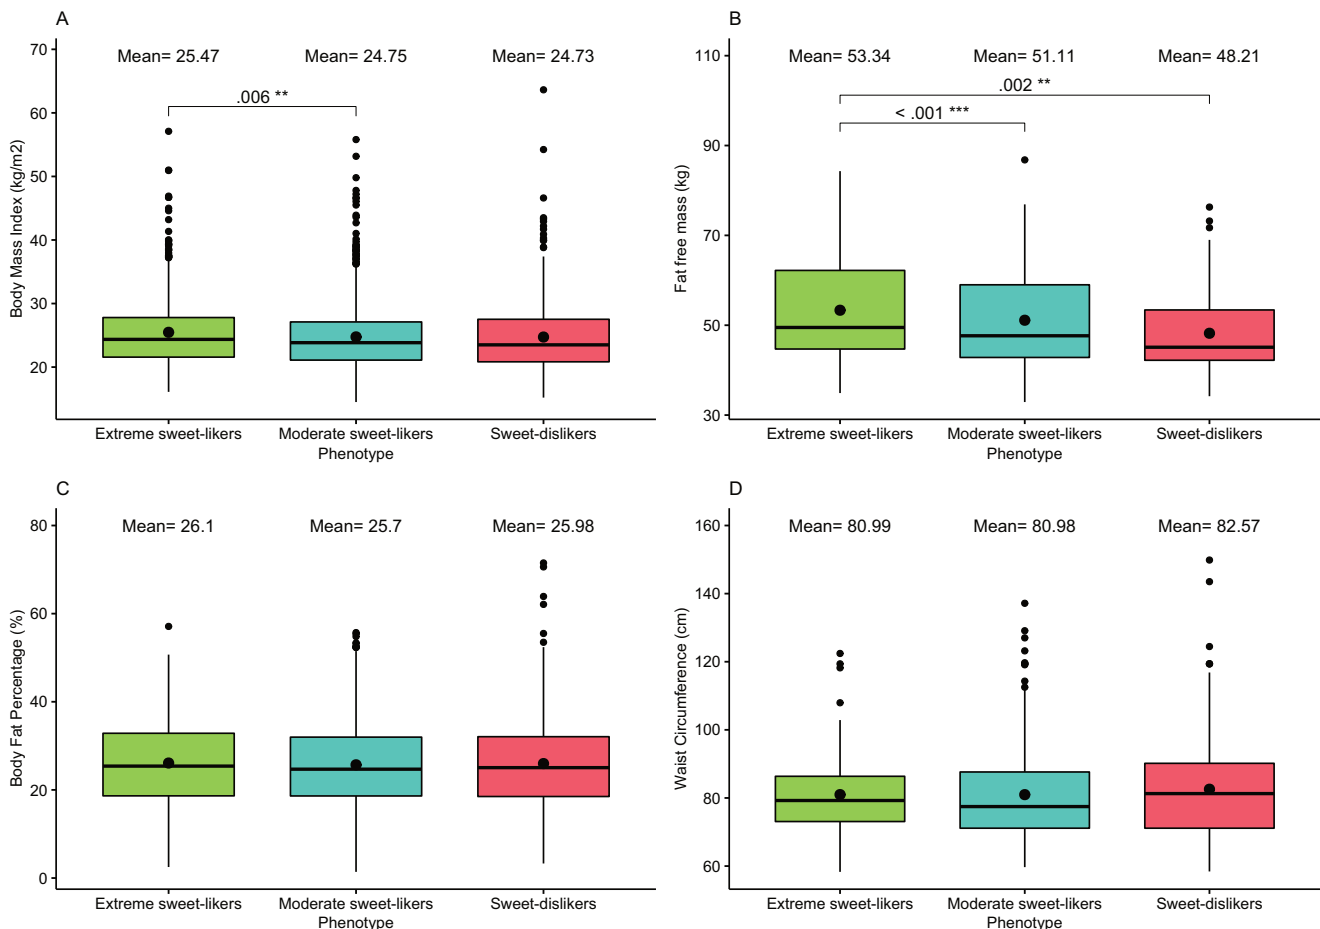 A
Mean= 25.47 Mean= 24.75 Mean= 24.73
.006 **
70
60
50
40
30
20
Body Mass Index (kg/m2)
Extreme sweet-likers Moderate sweet-likers Sweet-dislikers
Phenotype
B
Mean= 53.34 Mean= 51.11 Mean= 48.21
.002 **
< .001 ***
110
90
70
50
30
Fat free mass (kg)
Extreme sweet-likers Moderate sweet-likers Sweet-dislikers
Phenotype
C
Mean= 26.1 Mean= 25.7 Mean= 25.98
80
60
40
20
0
Body Fat Percentage (%)
Extreme sweet-likers Moderate sweet-likers Sweet-dislikers
Phenotype
D
Mean= 80.99 Mean= 80.98 Mean= 82.57
160
140
120
100
80
60
Waist Circumference (cm)
Extreme sweet-likers Moderate sweet-likers Sweet-dislikers
Phenotype